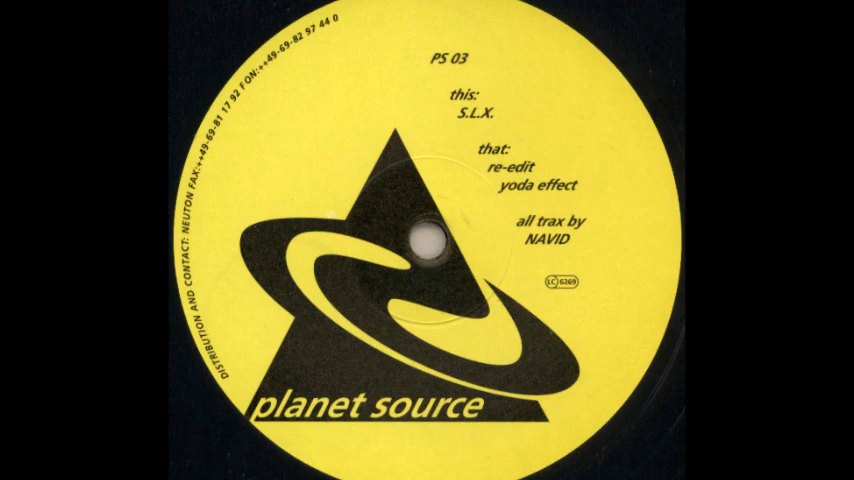 PS 03
this:
S.L.X.
that:
re-edit
yoda effect
all trax by
NAVID
LC 6269
planet source
DISTRIBUTION AND CONTACT: NEUTON FAX:++49-69-81 17 92 FON:++49-69-82 97 44 0